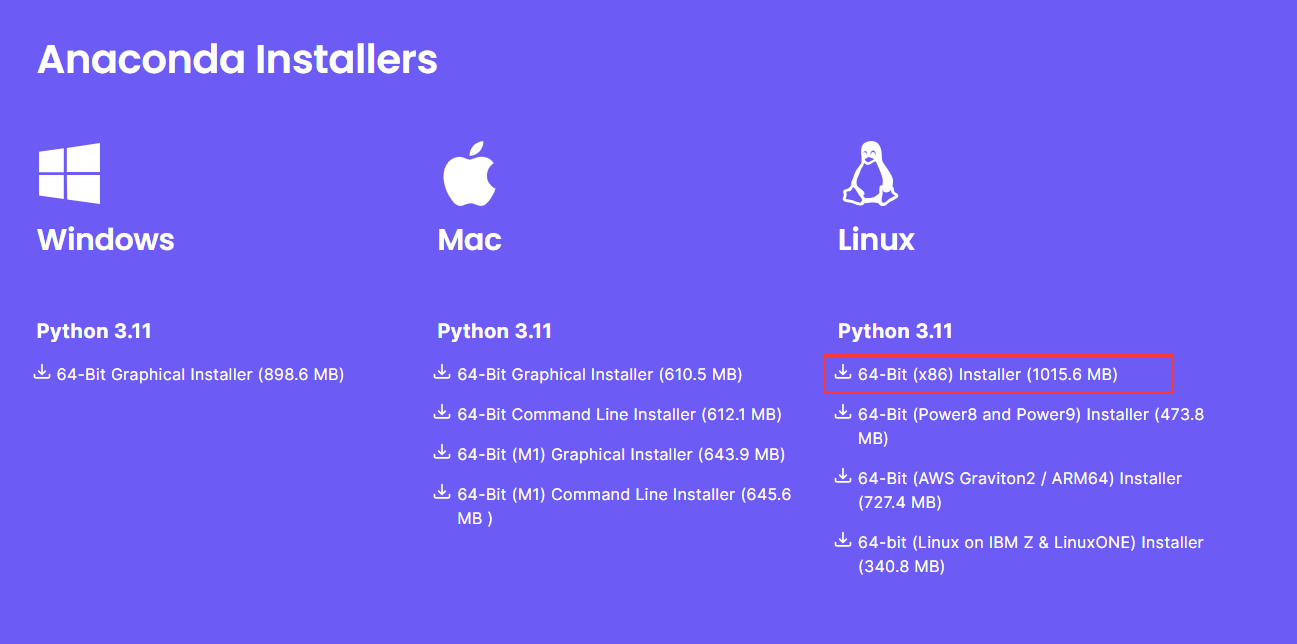 Anaconda Installers
Windows
Python 3.11
64-Bit Graphical Installer (898.6 MB)
Mac
Python 3.11
64-Bit Graphical Installer (610.5 MB)
64-Bit Command Line Installer (612.1 MB)
64-Bit (M1) Graphical Installer (643.9 MB)
64-Bit (M1) Command Line Installer (645.6
MB )
Linux
Python 3.11
64-Bit (x86) Installer (1015.6 MB)
64-Bit (Power8 and Power9) Installer (473.8
MB)
64-Bit (AWS Graviton2 / ARM64) Installer
(727.4 MB)
64-bit (Linux on IBM Z & LinuxONE) Installer
(340.8 MB)